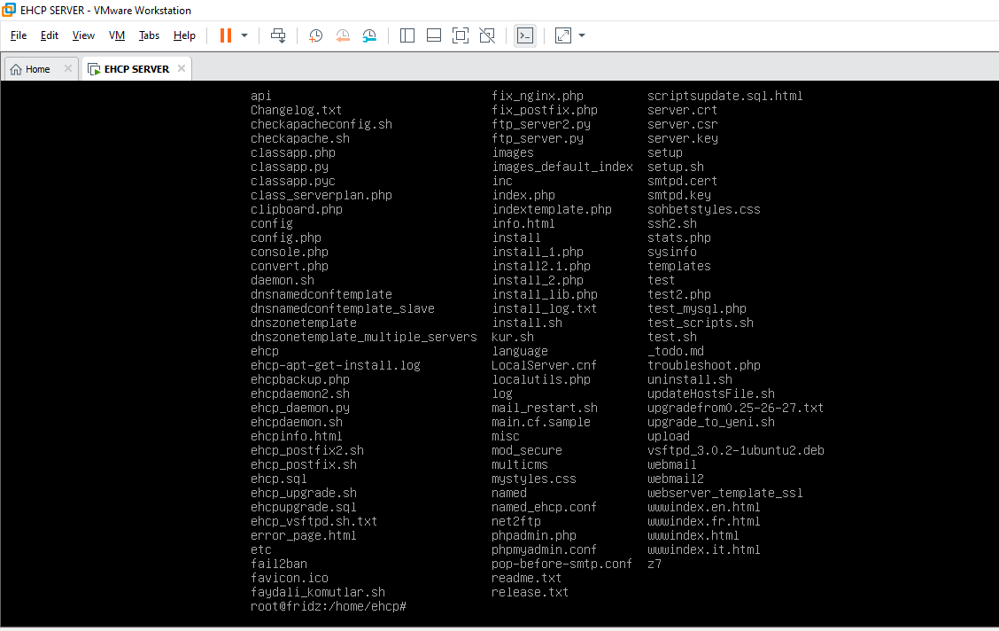 EHCP SERVER - VMware Workstation
File Edit View VM Tabs Help
Home EHCP SERVER
api fix_nginx.php scriptsupdate.sql.html
Changelog.txt fix_postfix.php server.crt
checkapacheconfig.sh ftp_server2.py server.csr
checkapache.sh ftp_server.py server.key
classapp.php images setup
classapp.py images_default_index setup.sh
classapp.pyc inc smtpd.cert
class_serverplan.php index.php smtpd.key
clipboard.php indextemplate.php sohbetstyles.css
config info.html ssh2.sh
config.php install stats.php
console.php install_1.php sysinfo
convert.php install2.1.php templates
daemon.sh install_2.php test
dnsnamedconftemplate install_lib.php test2.php
dnsnamedconftemplate_slave install_log.txt test_mysql.php
dnszonetemplate install.sh test_scripts.sh
dnszonetemplate_multiple_servers kur.sh test.sh
ehcp language _todo.md
ehcp-apt-get-install.log LocalServer.cnf troubleshoot.php
ehcpbackup.php localutils.php uninstall.sh
ehcpdaemon2.sh log updateHostsFile.sh
ehcp_daemon.py mail_restart.sh upgradefrom0.25-26-27.txt
ehcpdaemon.sh main.cf.sample upgrade_to_yeni.sh
ehcpinfo.html misc upload
ehcp_postfix2.sh mod_secure vsftpd_3.0.2-1ubuntu2.deb
ehcp_postfix.sh multicms webmail
ehcp.sql mystyles.css webmail2
ehcp_upgrade.sh named webserver_template_ssl
ehcpupgrade.sql named_ehcp.conf wwwindex.en.html
ehcp_vsftpd.sh.txt net2ftp wwwindex.fr.html
error_page.html phpadmin.php wwwindex.html
etc phpmyadmin.conf wwwindex.it.html
fail2ban pop-before-smtp.conf z7
favicon.ico readme.txt
faydali_komutlar.sh release.txt
root@fridz:/home/ehcp#